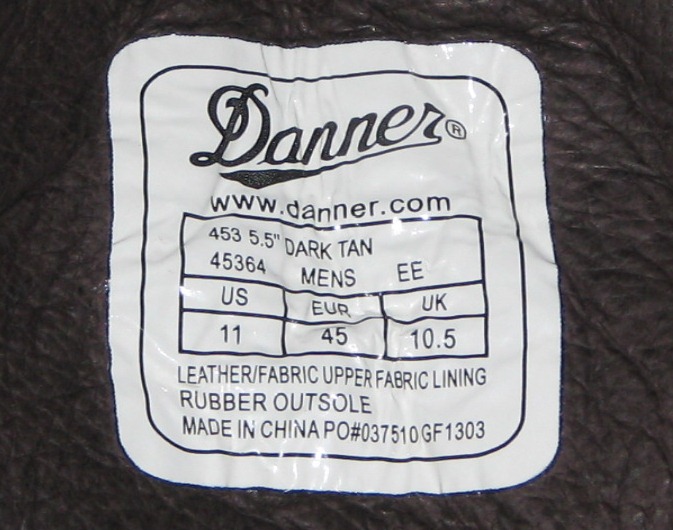 Danner®
www.danner.com
453 5.5" DARK TAN
45364 MENS EE
US EUR UK
11 45 10.5
LEATHER/FABRIC UPPER FABRIC LINING
RUBBER OUTSOLE
MADE IN CHINA PO#037510 GF1303